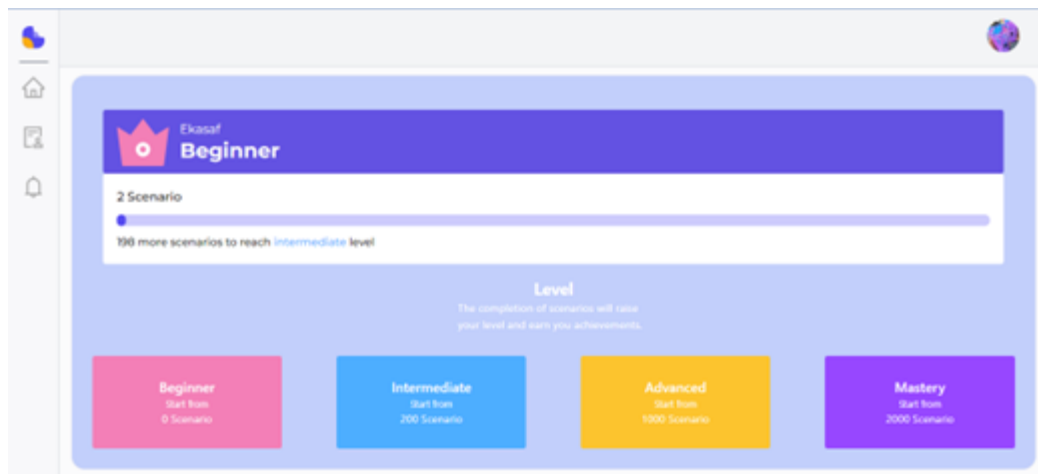 Ekasaf
Beginner
2 Scenario
198 more scenarios to reach intermediate level
Level
The completion of scenarios will raise
your level and earn you achievements.
Beginner
Start from
0 Scenario
Intermediate
Start from
200 Scenario
Advanced
Start from
1000 Scenario
Mastery
Start from
2000 Scenario